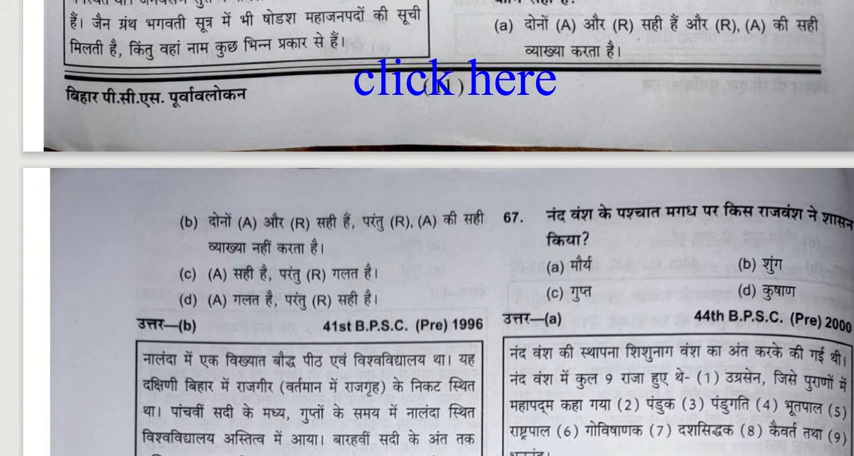 हैं। जैन ग्रंथ भगवती सूत्र में भी षोडश महाजनपदों की सूची
मिलती है, किंतु वहां नाम कुछ भिन्न प्रकार से हैं।
(a) दोनों (A) और (R) सही हैं और (R), (A) की सही
व्याख्या करता है।
click here
बिहार पी.सी.एस. पूर्वावलोकन
(b) दोनों (A) और (R) सही हैं, परंतु (R), (A) की सही
व्याख्या नहीं करता है।
(c) (A) सही है, परंतु (R) गलत है।
(d) (A) गलत है, परंतु (R) सही है।
उत्तर—(b) 41st B.P.S.C. (Pre) 1996
नालंदा में एक विख्यात बौद्ध पीठ एवं विश्वविद्यालय था। यह
दक्षिणी बिहार में राजगीर (वर्तमान में राजगृह) के निकट स्थित
था। पांचवीं सदी के मध्य, गुप्तों के समय में नालंदा स्थित
विश्वविद्यालय अस्तित्व में आया। बारहवीं सदी के अंत तक
67. नंद वंश के पश्चात मगध पर किस राजवंश ने शासन
किया?
(a) मौर्य (b) शुंग
(c) गुप्त (d) कुषाण
उत्तर—(a) 44th B.P.S.C. (Pre) 2000
नंद वंश की स्थापना शिशुनाग वंश का अंत करके की गई थी।
नंद वंश में कुल 9 राजा हुए थे- (1) उग्रसेन, जिसे पुराणों में
महापद्म कहा गया (2) पंडुक (3) पंडुगति (4) भूतपाल (5)
राष्ट्रपाल (6) गोविषाणक (7) दशसिद्धक (8) कैवर्त तथा (9)